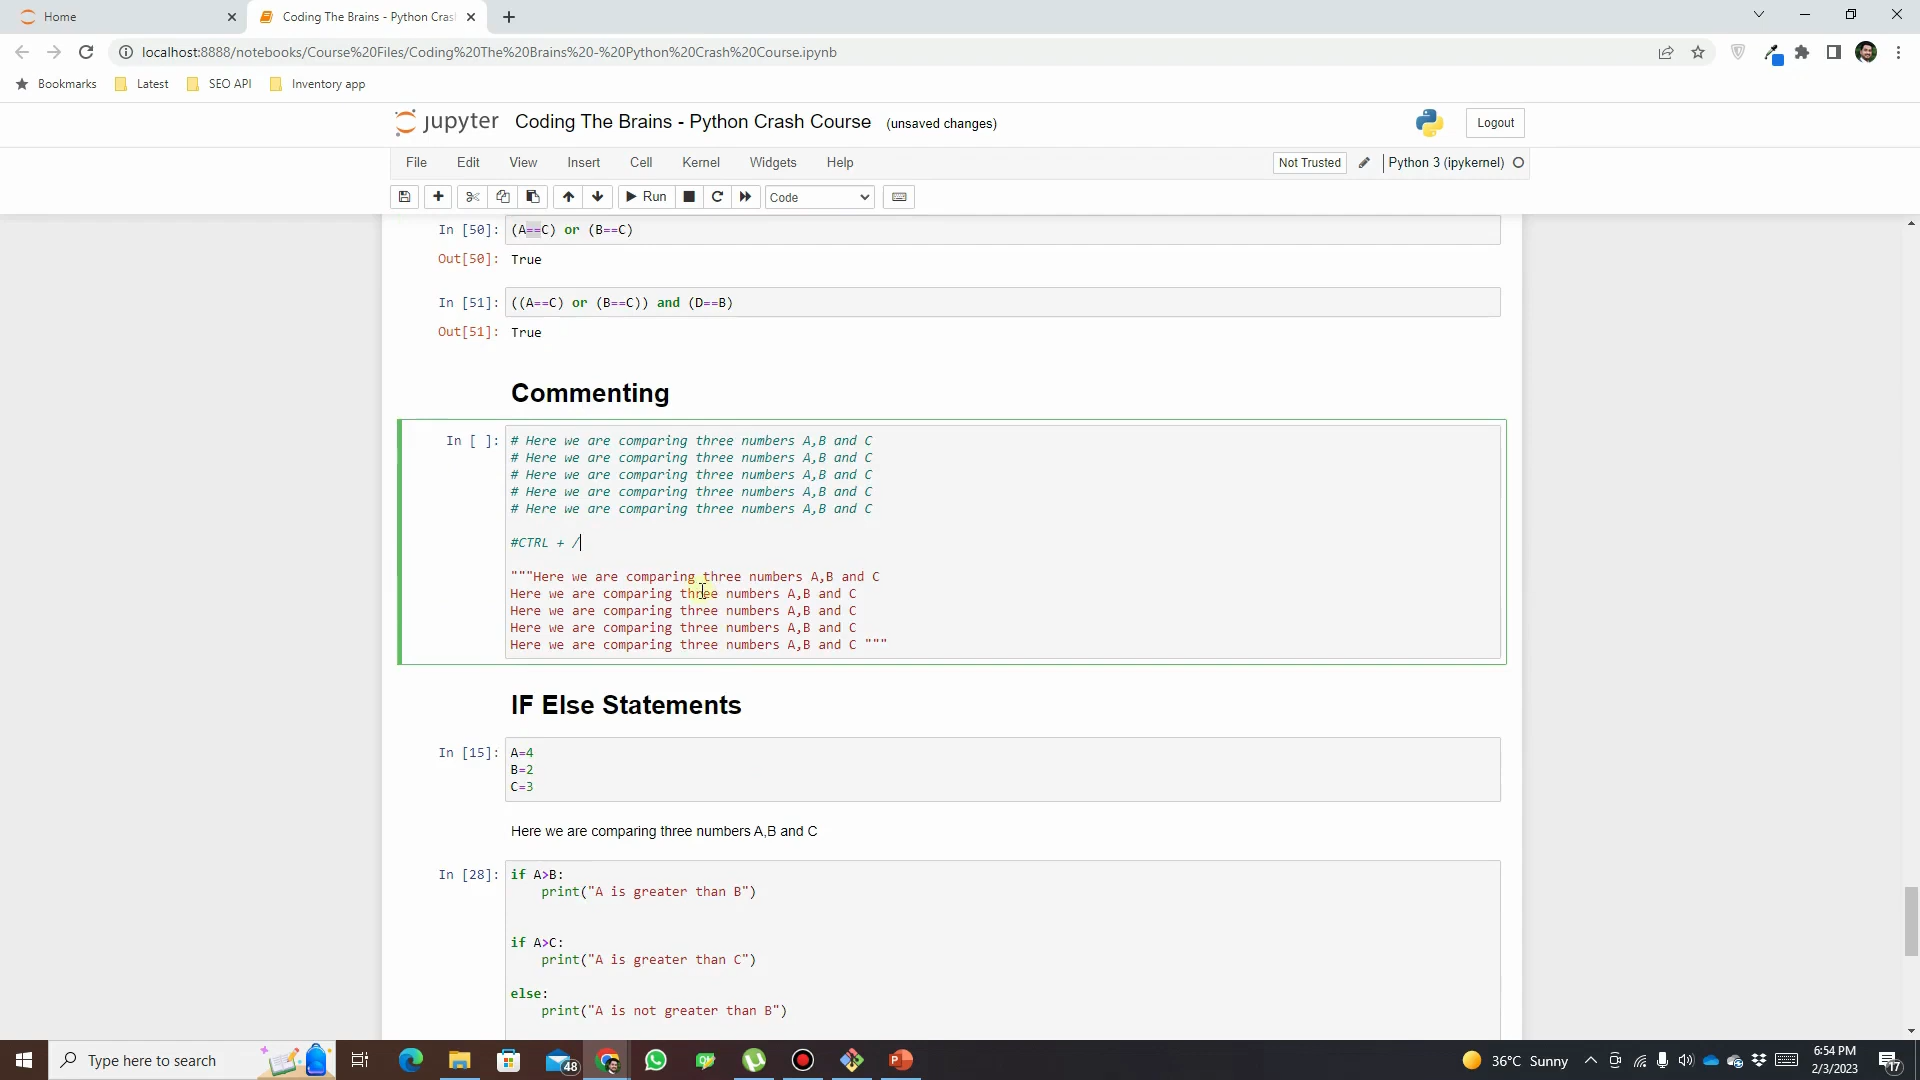 Home
Coding The Brains - Python Cras
localhost:8888/notebooks/Course%20Files/Coding%20The%20Brains%20-%20Python%20Crash%20Course.ipynb
Bookmarks Latest SEO API Inventory app
jupyter Coding The Brains - Python Crash Course (unsaved changes) Logout
File Edit View Insert Cell Kernel Widgets Help Not Trusted Python 3 (ipykernel)
Run Code
In [50]: (A==C) or (B==C)
Out[50]: True
In [51]: ((A==C) or (B==C)) and (D==B)
Out[51]: True
Commenting
In [ ]: # Here we are comparing three numbers A,B and C
# Here we are comparing three numbers A,B and C
# Here we are comparing three numbers A,B and C
# Here we are comparing three numbers A,B and C
# Here we are comparing three numbers A,B and C
#CTRL + /
"""Here we are comparing three numbers A,B and C
Here we are comparing three numbers A,B and C
Here we are comparing three numbers A,B and C
Here we are comparing three numbers A,B and C
Here we are comparing three numbers A,B and C """
IF Else Statements
In [15]: A=4
B=2
C=3
Here we are comparing three numbers A,B and C
In [28]: if A>B:
print("A is greater than B")
if A>C:
print("A is greater than C")
else:
print("A is not greater than B")
Type here to search
48
36°C Sunny
6:54 PM
2/3/2023
17